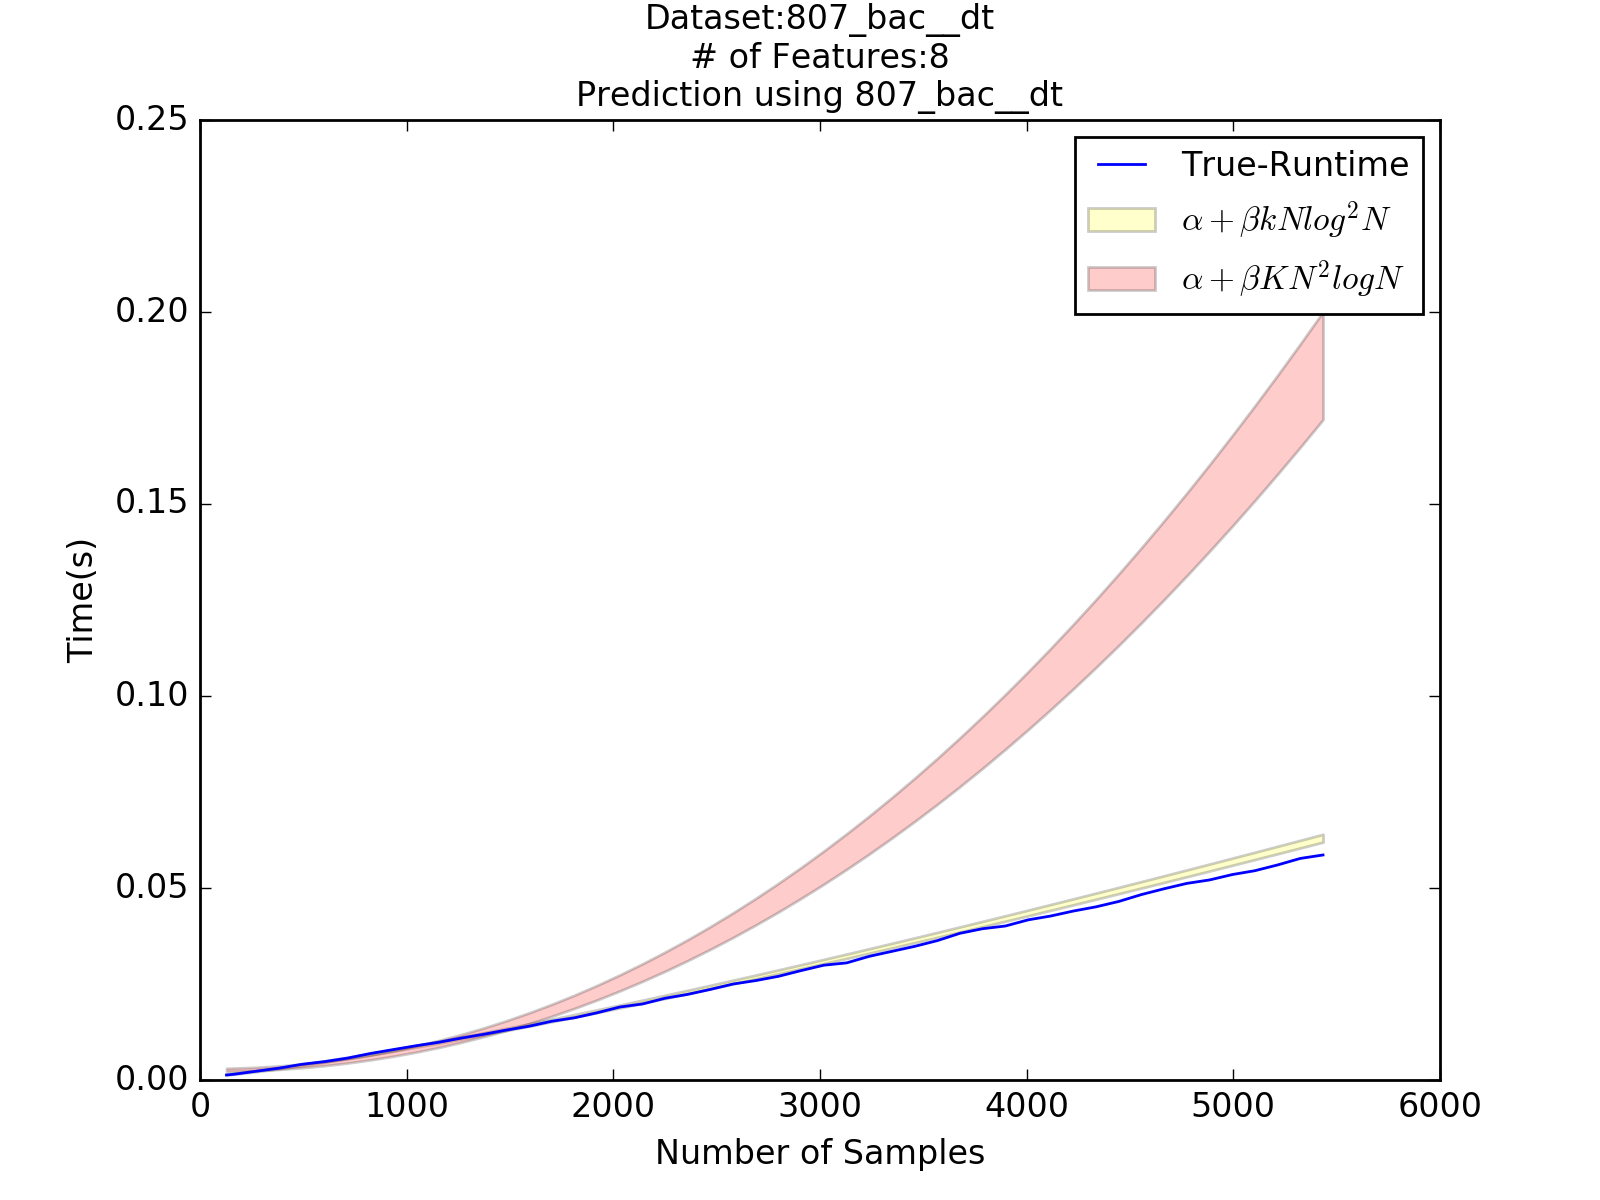 Dataset:807_bac__dt
# of Features:8
Prediction using 807_bac__dt
0.25
0.20
0.15
0.10
0.05
0.00
Time(s)
True-Runtime
α + βkNlog²N
α + βKN²logN
0 1000 2000 3000 4000 5000 6000
Number of Samples